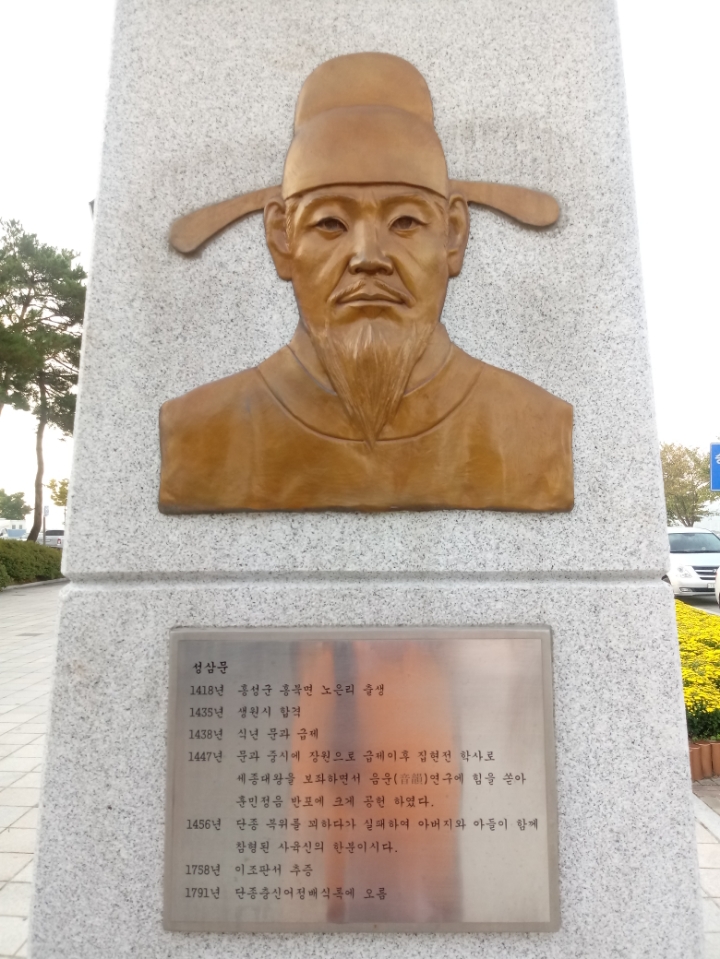 성삼문
1418년 홍성군 홍북면 노은리 출생
1435년 생원시 합격
1438년 식년 문과 급제
1447년 문과 중시에 장원으로 급제이후 집현전 학사로
세종대왕을 보좌하면서 음운(音韻)연구에 힘을 쏟아
훈민정음 반포에 크게 공헌 하였다.
1456년 단종 복위를 꾀하다가 실패하여 아버지와 아들이 함께
참형된 사육신의 한분이시다.
1758년 이조판서 추증
1791년 단종충신어정배식록에 오름